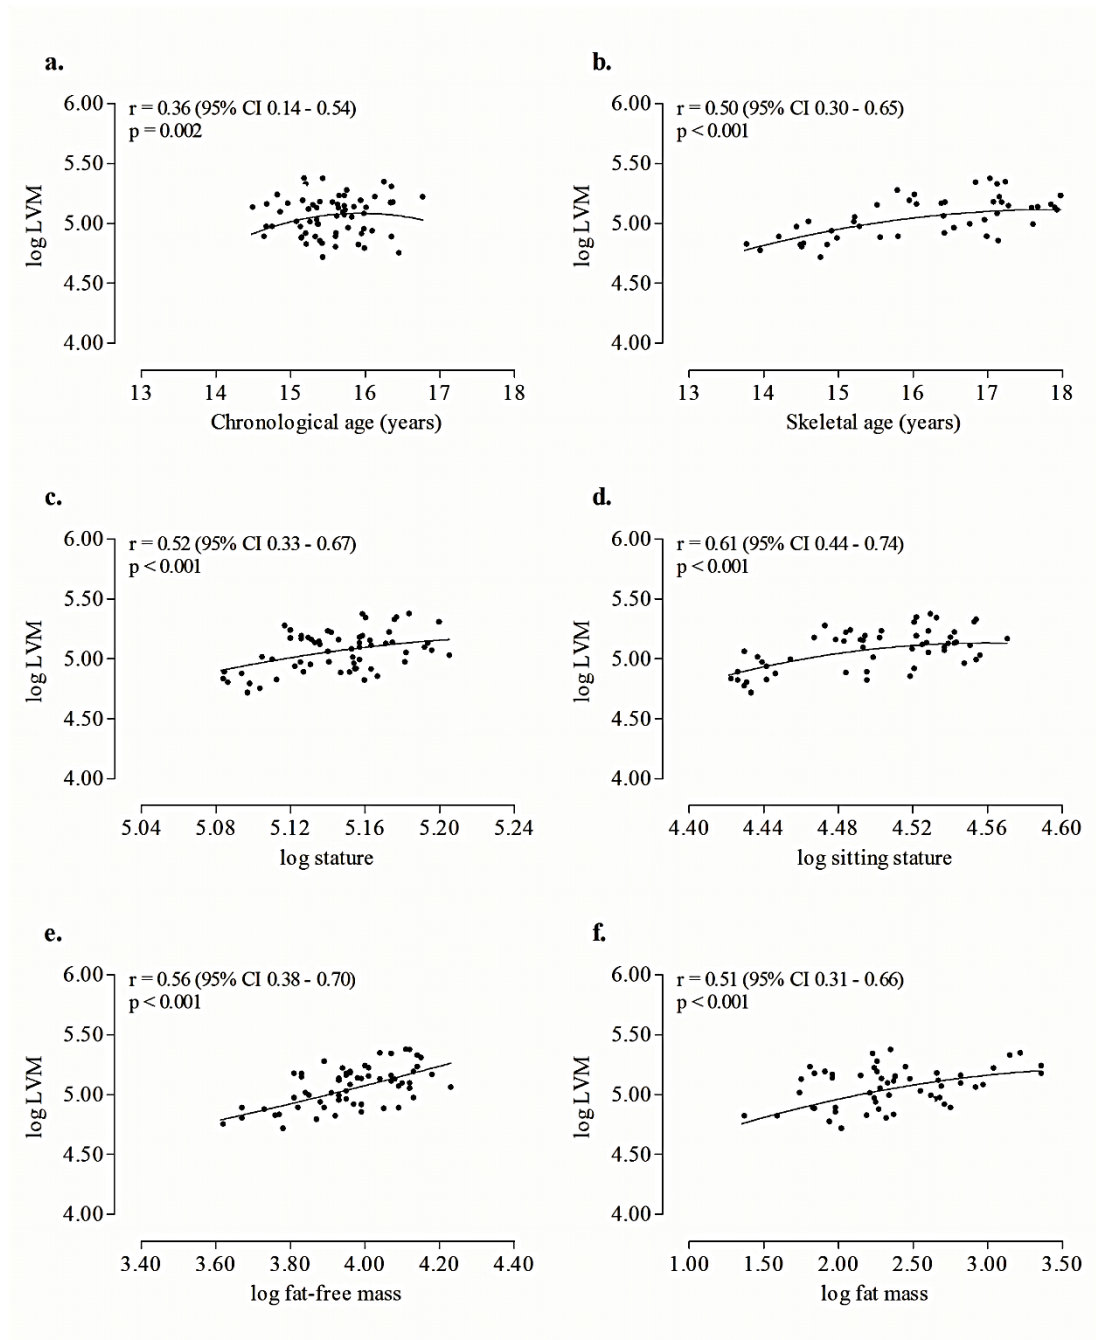 a.
r = 0.36 (95% CI 0.14 - 0.54)
p = 0.002
6.00
5.50
5.00
4.50
4.00
log LVM
13 14 15 16 17 18
Chronological age (years)
b.
r = 0.50 (95% CI 0.30 - 0.65)
p < 0.001
6.00
5.50
5.00
4.50
4.00
log LVM
13 14 15 16 17 18
Skeletal age (years)
c.
r = 0.52 (95% CI 0.33 - 0.67)
p < 0.001
6.00
5.50
5.00
4.50
4.00
log LVM
5.04 5.08 5.12 5.16 5.20 5.24
log stature
d.
r = 0.61 (95% CI 0.44 - 0.74)
p < 0.001
6.00
5.50
5.00
4.50
4.00
log LVM
4.40 4.44 4.48 4.52 4.56 4.60
log sitting stature
e.
r = 0.56 (95% CI 0.38 - 0.70)
p < 0.001
6.00
5.50
5.00
4.50
4.00
log LVM
3.40 3.60 3.80 4.00 4.20 4.40
log fat-free mass
f.
r = 0.51 (95% CI 0.31 - 0.66)
p < 0.001
6.00
5.50
5.00
4.50
4.00
log LVM
1.00 1.50 2.00 2.50 3.00 3.50
log fat mass